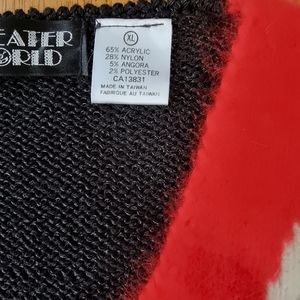 EATER
ORLD
XL
65% ACRYLIC
28% NYLON
5% ANGORA
2% POLYESTER
CA13831
MADE IN TAIWAN
FABRIQUE AU TAIWAN